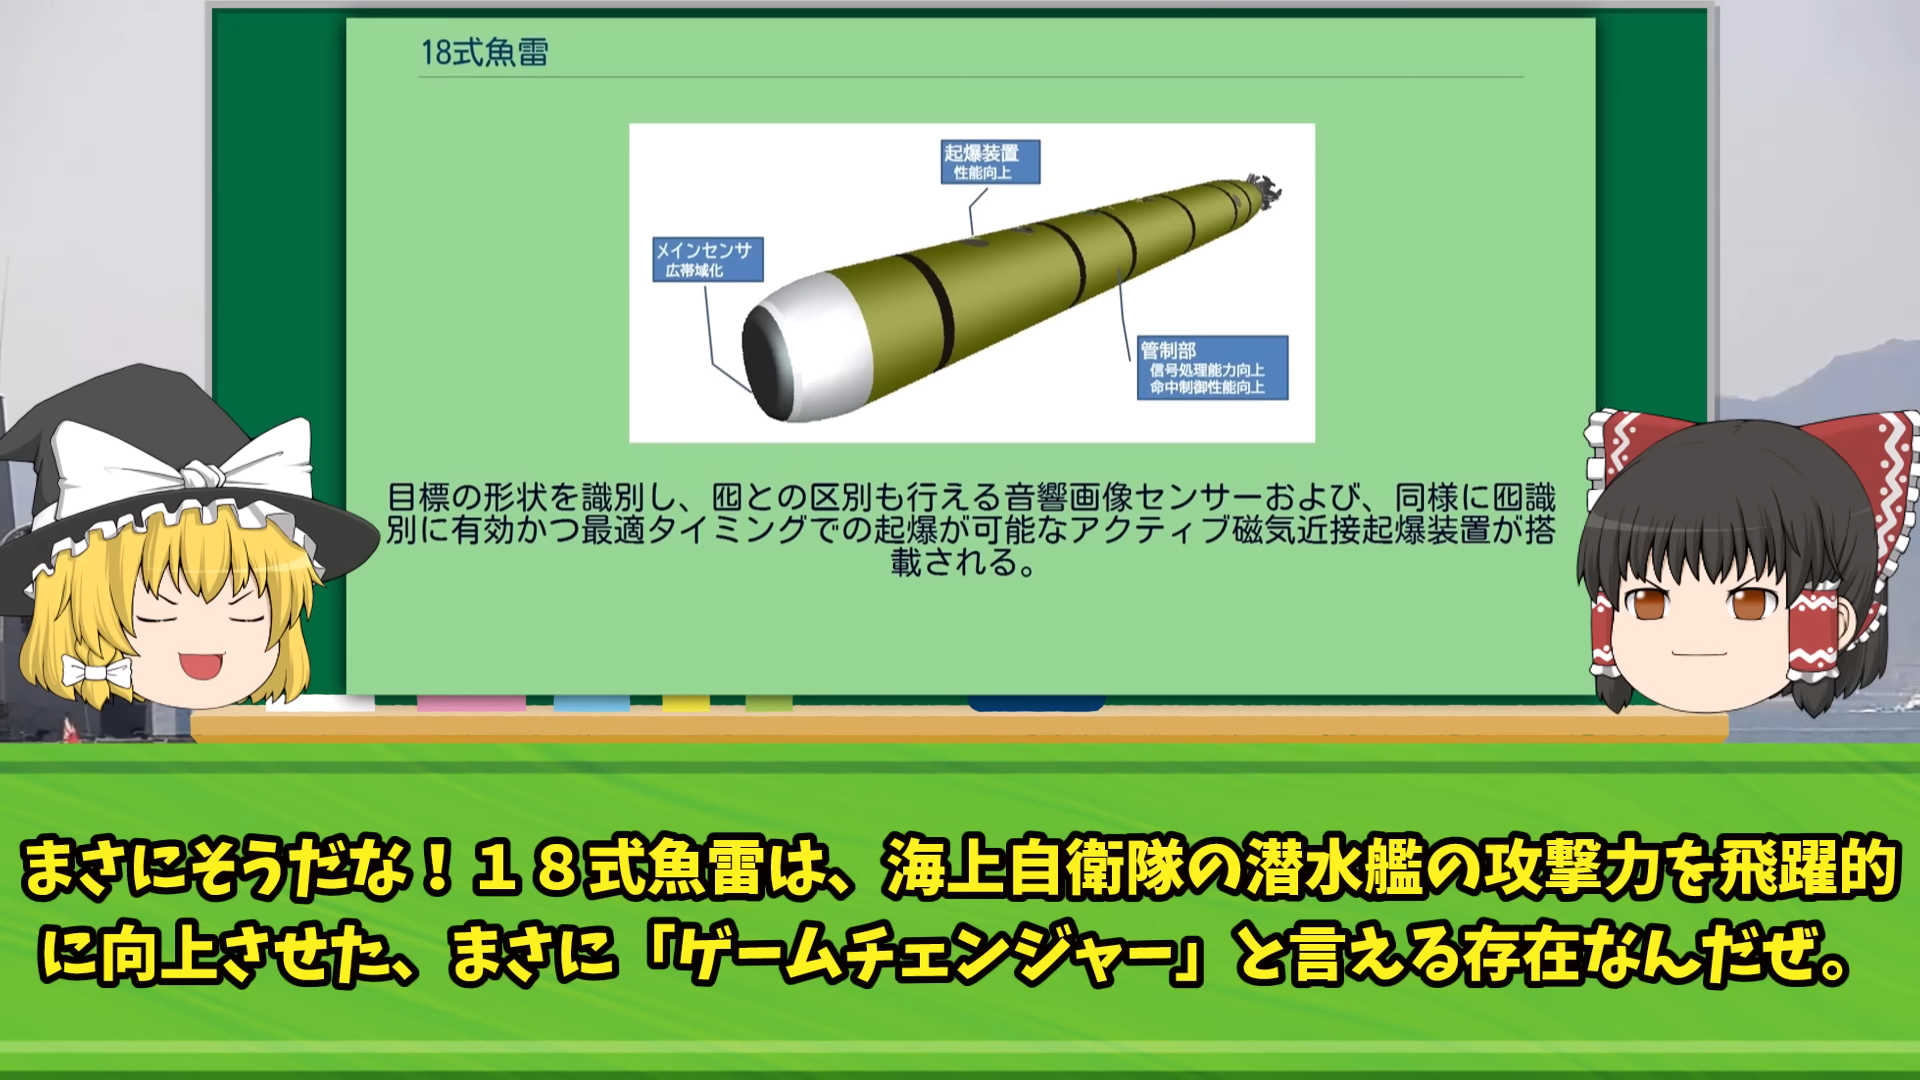 18式魚雷
起爆装置
性能向上
メインセンサ
広帯域化
管制部
信号処理能力向上
命中制御性能向上
目標の形状を識別し、囮との区別も行える音響画像センサーおよび、同様に囮識
別に有効かつ最適タイミングでの起爆が可能なアクティブ磁気近接起爆装置が搭
載される。
まさにそうだな！１８式魚雷は、海上自衛隊の潜水艦の攻撃力を飛躍的
に向上させた、まさに「ゲームチェンジャー」と言える存在なんだぜ。